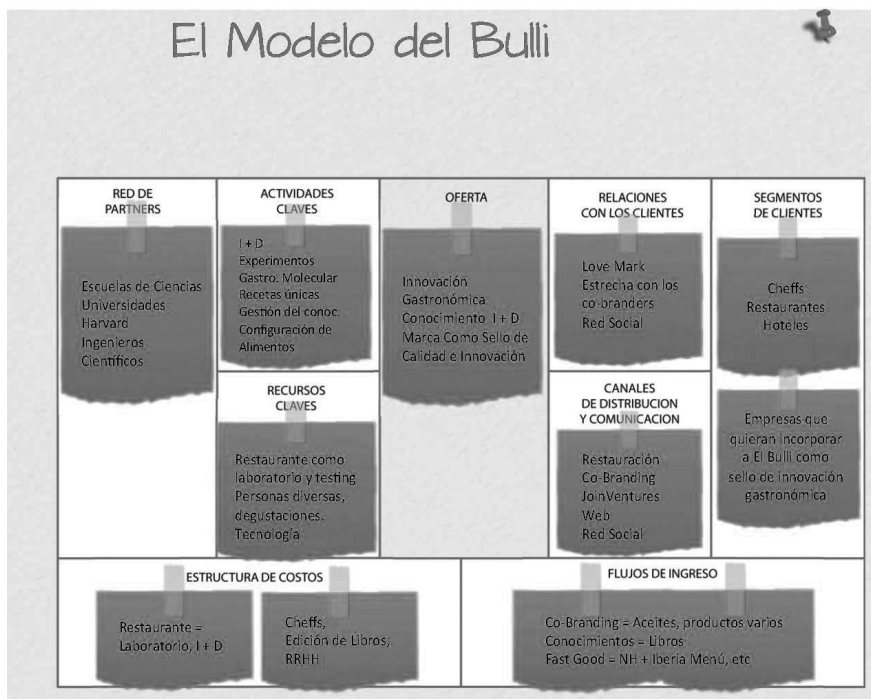 El Modelo del Bulli
RED DE
PARTNERS
Escuelas de Ciencias
Universidades
Harvard
Ingenieros
Científicos
ACTIVIDADES
CLAVES
I + D
Experimentos
Gastro. Molecular
Recetas únicas
Gestión del conoc.
Configuración de
Alimentos
RECURSOS
CLAVES
Restaurante como
laboratorio y testing
Personas diversas,
degustaciones.
Tecnología
OFERTA
Innovación
Gastronómica
Conocimiento I + D
Marca Como Sello de
Calidad e Innovación
RELACIONES
CON LOS CLIENTES
Love Mark
Estrecha con los
co-branders
Red Social
CANALES
DE DISTRIBUCION
Y COMUNICACION
Restauración
Co-Branding
JoinVentures
Web
Red Social
SEGMENTOS
DE CLIENTES
Cheffs
Restaurantes
Hoteles
Empresas que
quieran incorporar
a El Bulli como
sello de innovación
gastronómica
ESTRUCTURA DE COSTOS
Restaurante =
Laboratorio, I + D
Cheffs,
Edición de Libros,
RRHH
FLUJOS DE INGRESO
Co-Branding = Aceites, productos varios
Conocimientos = Libros
Fast Good = NH + Iberia Menú, etc